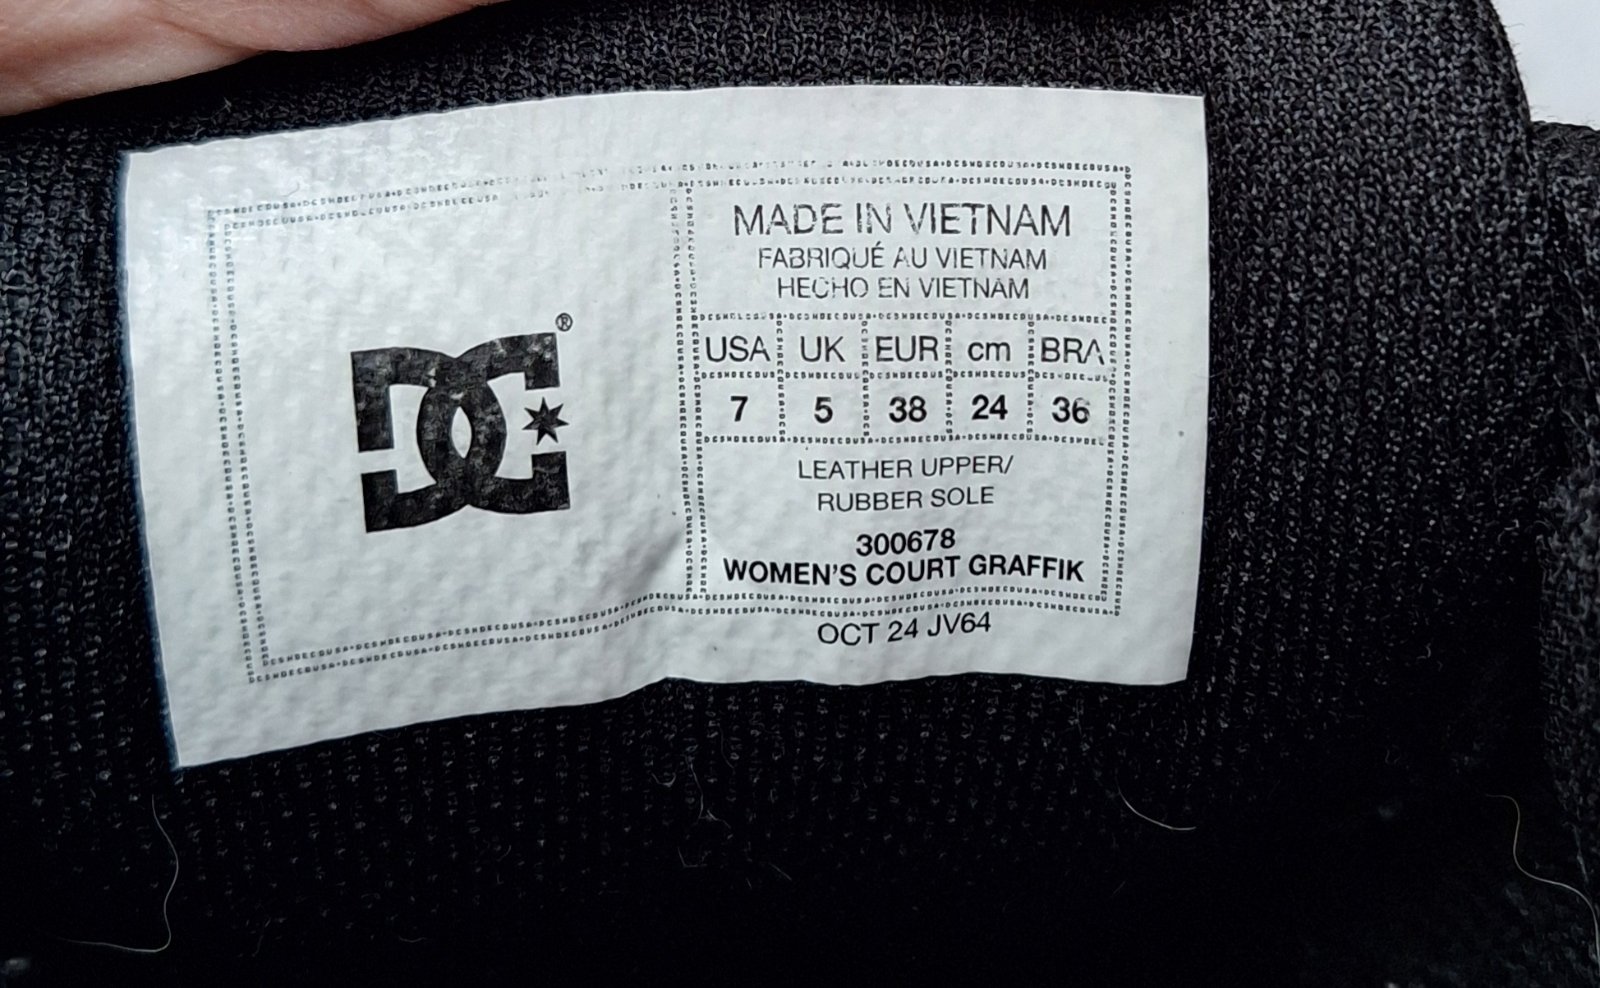 DC®
MADE IN VIETNAM
FABRIQUÉ AU VIETNAM
HECHO EN VIETNAM
USA UK EUR cm BRA
7 5 38 24 36
LEATHER UPPER/
RUBBER SOLE
300678
WOMEN'S COURT GRAFFIK
OCT 24 JV64